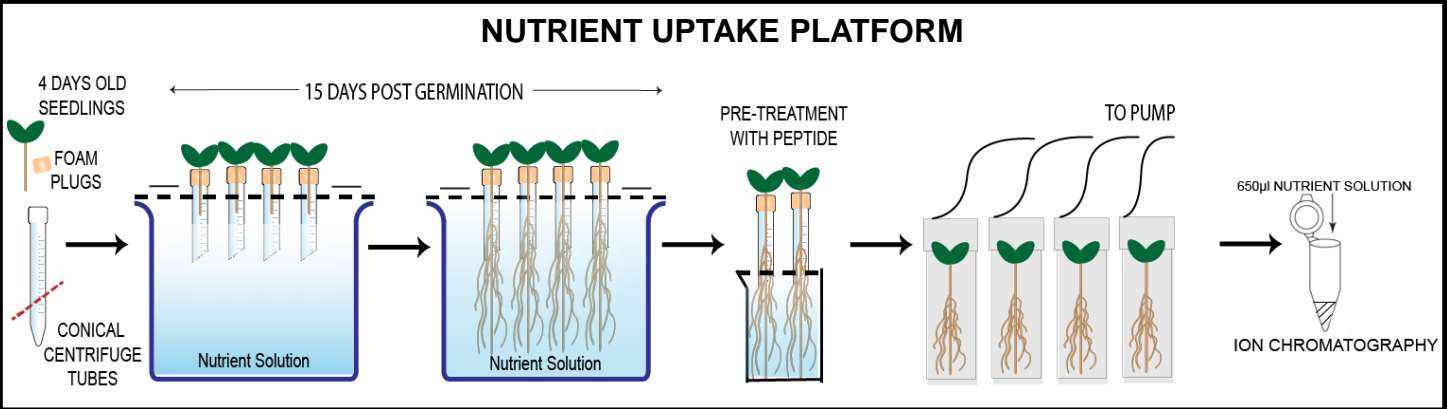 NUTRIENT UPTAKE PLATFORM
4 DAYS OLD
SEEDLINGS
FOAM
PLUGS
CONICAL
CENTRIFUGE
TUBES
15 DAYS POST GERMINATION
Nutrient Solution
Nutrient Solution
PRE-TREATMENT
WITH PEPTIDE
TO PUMP
650µl NUTRIENT SOLUTION
ION CHROMATOGRAPHY